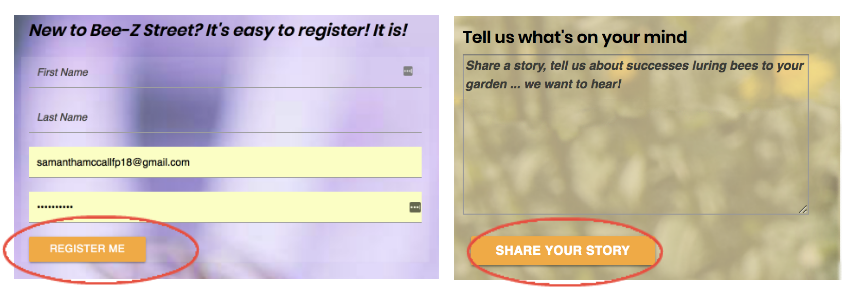 New to Bee-Z Street? It's easy to register! It is!
First Name
Last Name
samanthamccallfp18@gmail.com
••••••••••
REGISTER ME
Tell us what's on your mind
Share a story, tell us about successes luring bees to your
garden ... we want to hear!
SHARE YOUR STORY